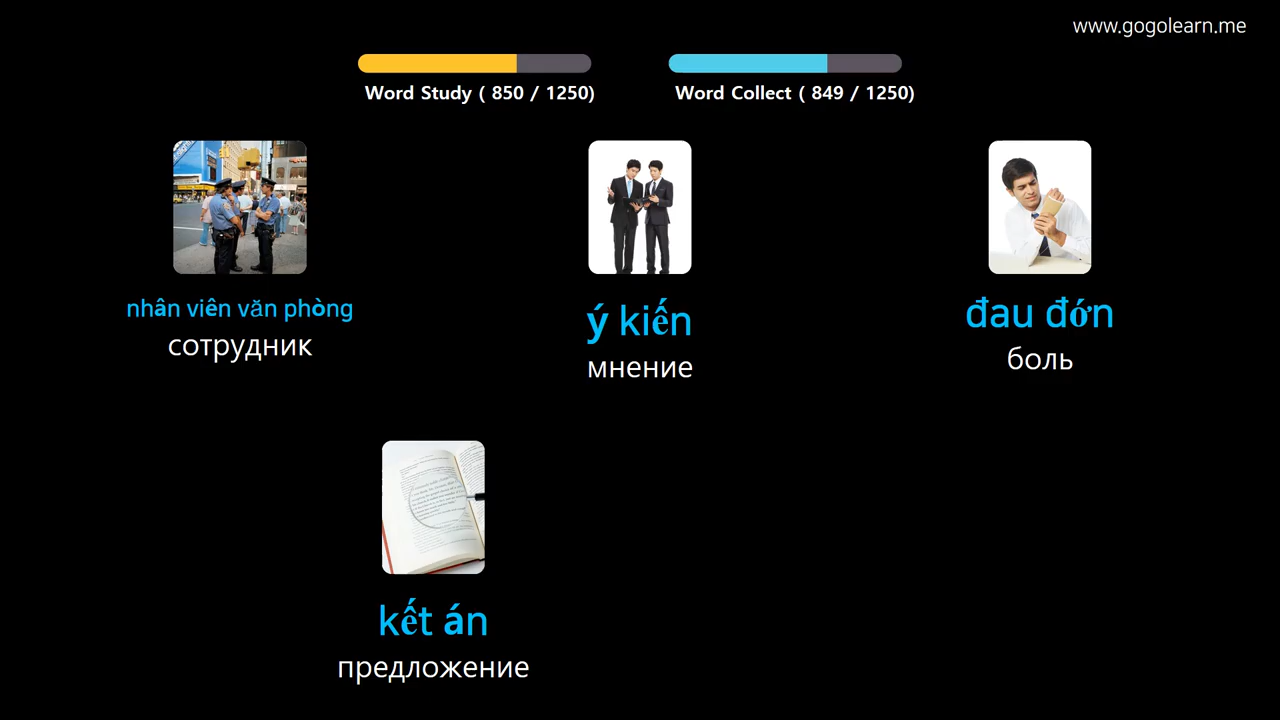 www.gogolearn.me
Word Study ( 850 / 1250)
Word Collect ( 849 / 1250)
nhân viên văn phòng
сотрудник
ý kiến
мнение
đau đớn
боль
kết án
предложение